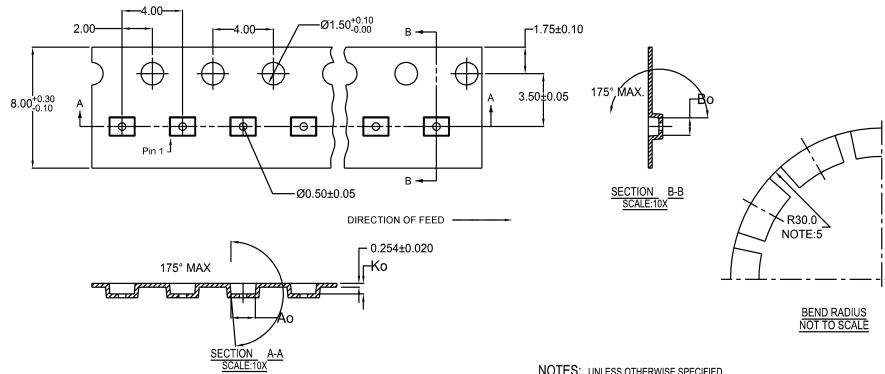 4.00
2.00
4.00
Ø1.50+0.10
-0.00
B
1.75±0.10
8.00+0.30
-0.10
A
A
3.50±0.05
Pin 1
B
Ø0.50±0.05
DIRECTION OF FEED
175° MAX.
Bo
SECTION B-B
SCALE:10X
R30.0
NOTE:5
BEND RADIUS
NOT TO SCALE
175° MAX
0.254±0.020
Ko
Ao
SECTION A-A
SCALE:10X
NOTES: UNLESS OTHERWISE SPECIFIED